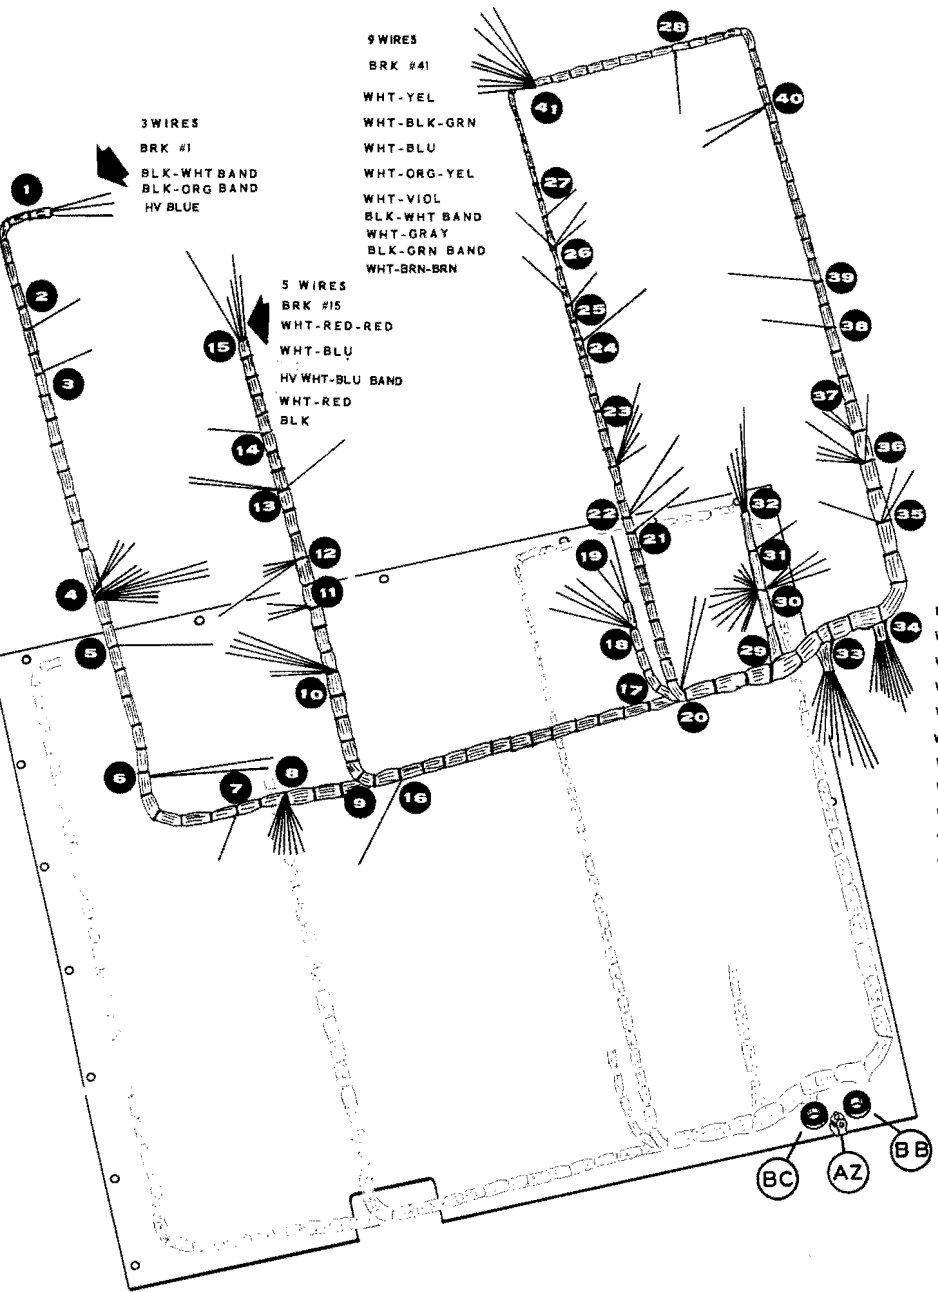 9 WIRES
BRK #41
WHT-YEL
WHT-BLK-GRN
WHT-BLU
WHT-ORG-YEL
WHT-VIOL
BLK-WHT BAND
WHT-GRAY
BLK-GRN BAND
WHT-BRN-BRN
3 WIRES
BRK #1
BLK-WHT BAND
BLK-ORG BAND
HV BLUE
5 WIRES
BRK #15
WHT-RED-RED
WHT-BLU
HV WHT-BLU BAND
WHT-RED
BLK
1
2
3
4
5
6
7
8
9
10
11
12
13
14
15
16
17
18
19
20
21
22
23
24
25
26
27
28
29
30
31
32
33
34
35
36
37
38
39
40
41
BC
AZ
BB